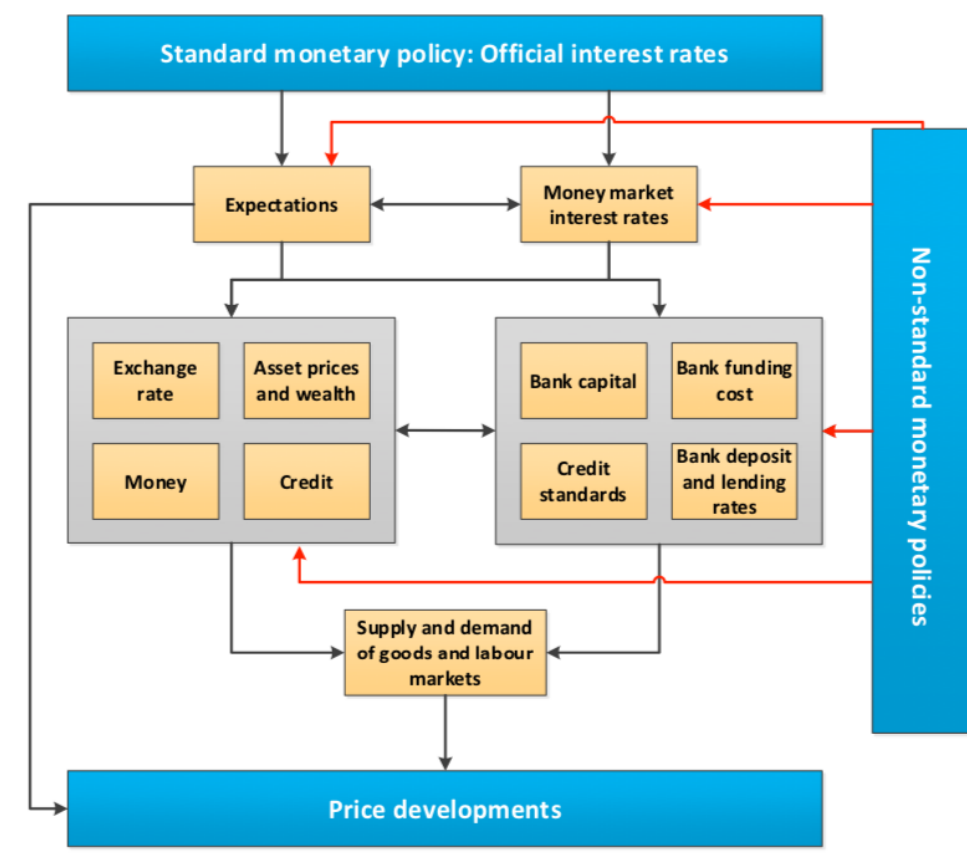 Standard monetary policy: Official interest rates
Expectations
Money market
interest rates
Exchange
rate
Asset prices
and wealth
Money
Credit
Bank capital
Bank funding
cost
Credit
standards
Bank deposit
and lending
rates
Non-standard monetary policies
Supply and demand
of goods and labour
markets
Price developments